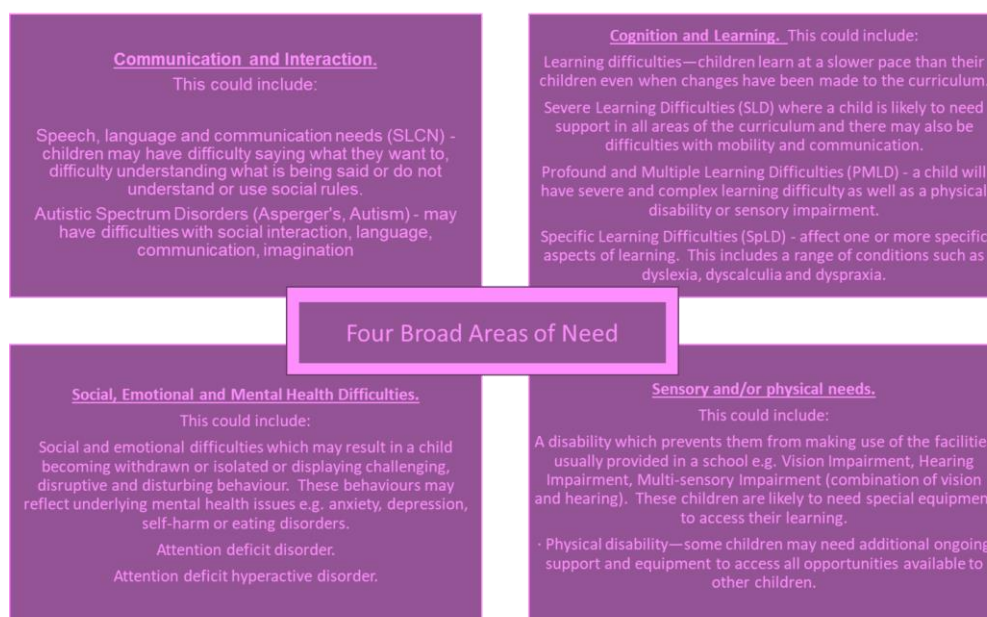 Communication and Interaction.
This could include:
Speech, language and communication needs (SLCN) -
children may have difficulty saying what they want to,
difficulty understanding what is being said or do not
understand or use social rules.
Autistic Spectrum Disorders (Asperger's, Autism) - may
have difficulties with social interaction, language,
communication, imagination
Cognition and Learning. This could include:
Learning difficulties—children learn at a slower pace than their
children even when changes have been made to the curriculum.
Severe Learning Difficulties (SLD) where a child is likely to need
support in all areas of the curriculum and there may also be
difficulties with mobility and communication.
Profound and Multiple Learning Difficulties (PMLD) - a child will
have severe and complex learning difficulty as well as a physical
disability or sensory impairment.
Specific Learning Difficulties (SpLD) - affect one or more specific
aspects of learning. This includes a range of conditions such as
dyslexia, dyscalculia and dyspraxia.
Four Broad Areas of Need
Social, Emotional and Mental Health Difficulties.
This could include:
Social and emotional difficulties which may result in a child
becoming withdrawn or isolated or displaying challenging,
disruptive and disturbing behaviour. These behaviours may
reflect underlying mental health issues e.g. anxiety, depression,
self-harm or eating disorders.
Attention deficit disorder.
Attention deficit hyperactive disorder.
Sensory and/or physical needs.
This could include:
A disability which prevents them from making use of the facilitie
usually provided in a school e.g. Vision Impairment, Hearing
Impairment, Multi-sensory Impairment (combination of vision
and hearing). These children are likely to need special equipmen
to access their learning.
· Physical disability—some children may need additional ongoing
support and equipment to access all opportunities available to
other children.